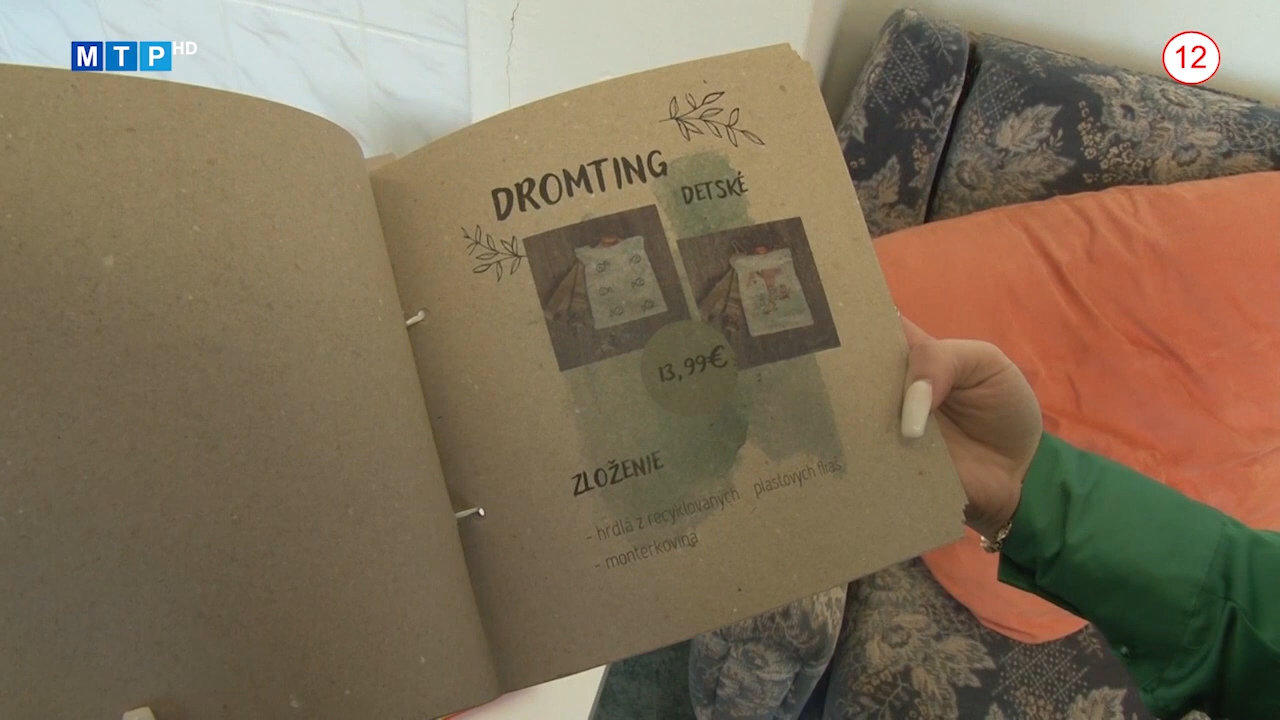 MTP HD
12
DROMTING
DETSKÉ
13,99€
ZLOŽENIE
- hrdlá z recyklovaných plastových fliaš
- monterkovina